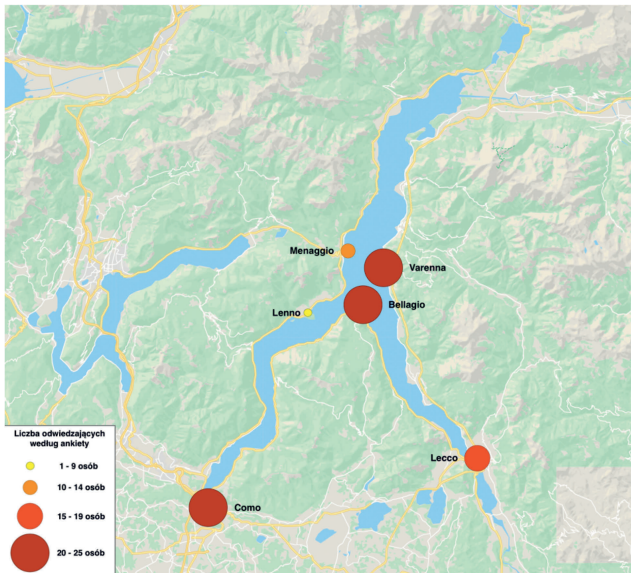 Menaggio
Varenna
Bellagio
Lenno
Lecco
Como
Liczba odwiedzających
według ankiety
1 - 9 osób
10 - 14 osób
15 - 19 osób
20 - 25 osób